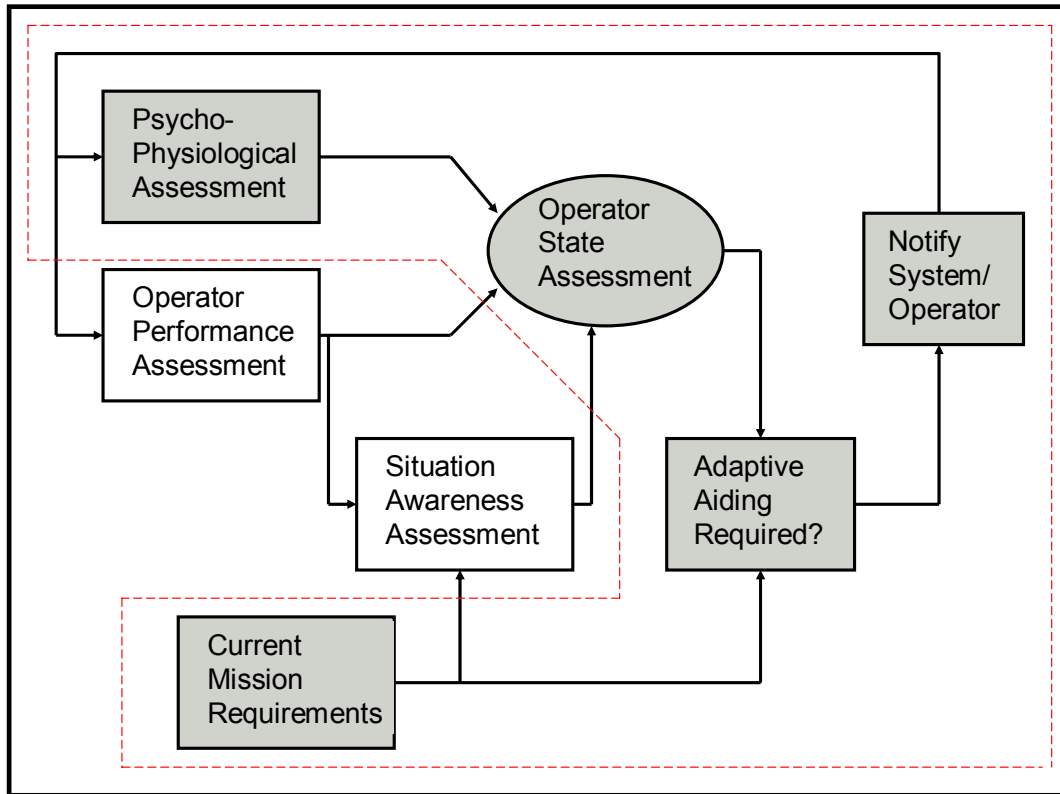 Psycho-
Physiological
Assessment
Operator
State
Assessment
Notify
System/
Operator
Operator
Performance
Assessment
Situation
Awareness
Assessment
Adaptive
Aiding
Required?
Current
Mission
Requirements